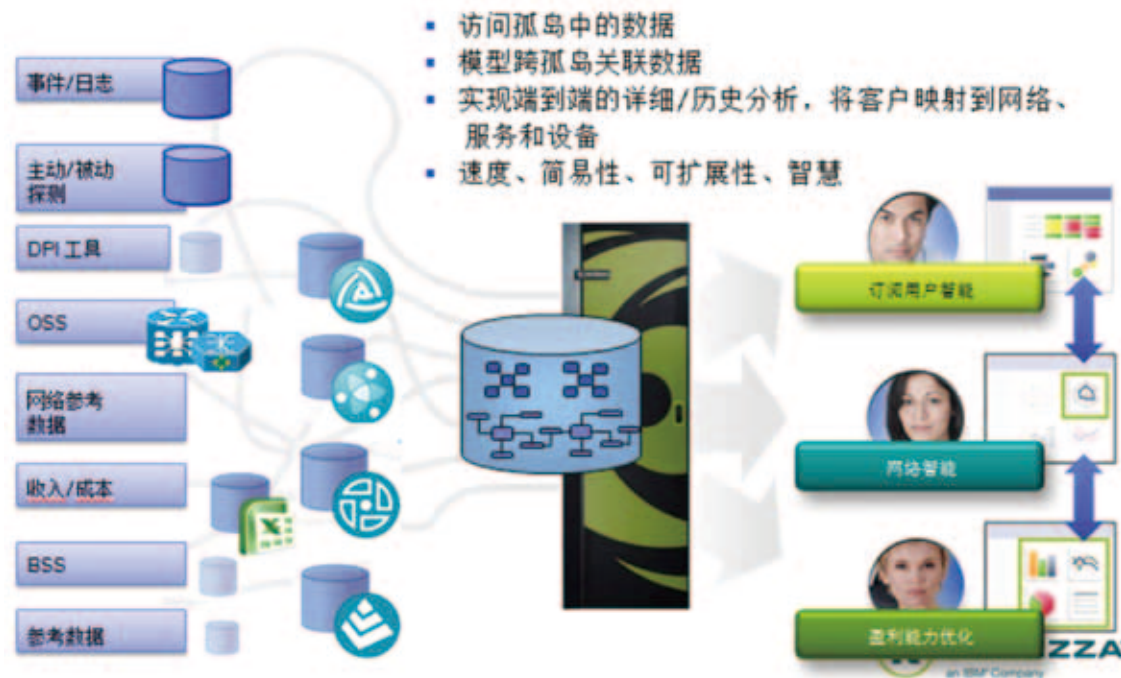 ▪ 访问孤岛中的数据
▪ 模型跨孤岛关联数据
▪ 实现端到端的详细/历史分析，将客户映射到网络、
服务和设备
▪ 速度、简易性、可扩展性、智慧
事件/日志
主动/被动
探测
DPI 工具
OSS
网络参考
数据
收入/成本
BSS
参考数据
订阅用户智能
网络智能
盈利能力优化
ZZA
an IBM Company